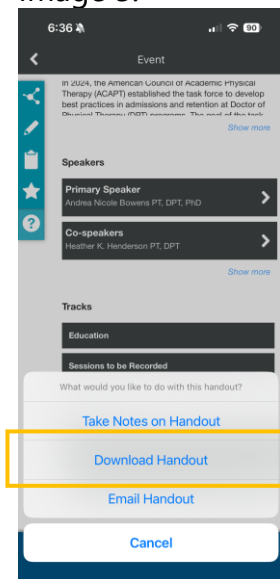 6:36
90
Event
in 2024, the American Council of Academic Physical
Therapy (ACAPT) established the task force to develop
best practices in admissions and retention at Doctor of
Physical Therapy (DPT) programs. The goal of the task
Show more
Speakers
Primary Speaker
Andrea Nicole Bowens PT, DPT, PhD
Co-speakers
Heather K. Henderson PT, DPT
Show more
Tracks
Education
Sessions to be Recorded
What would you like to do with this handout?
Take Notes on Handout
Download Handout
Email Handout
Cancel